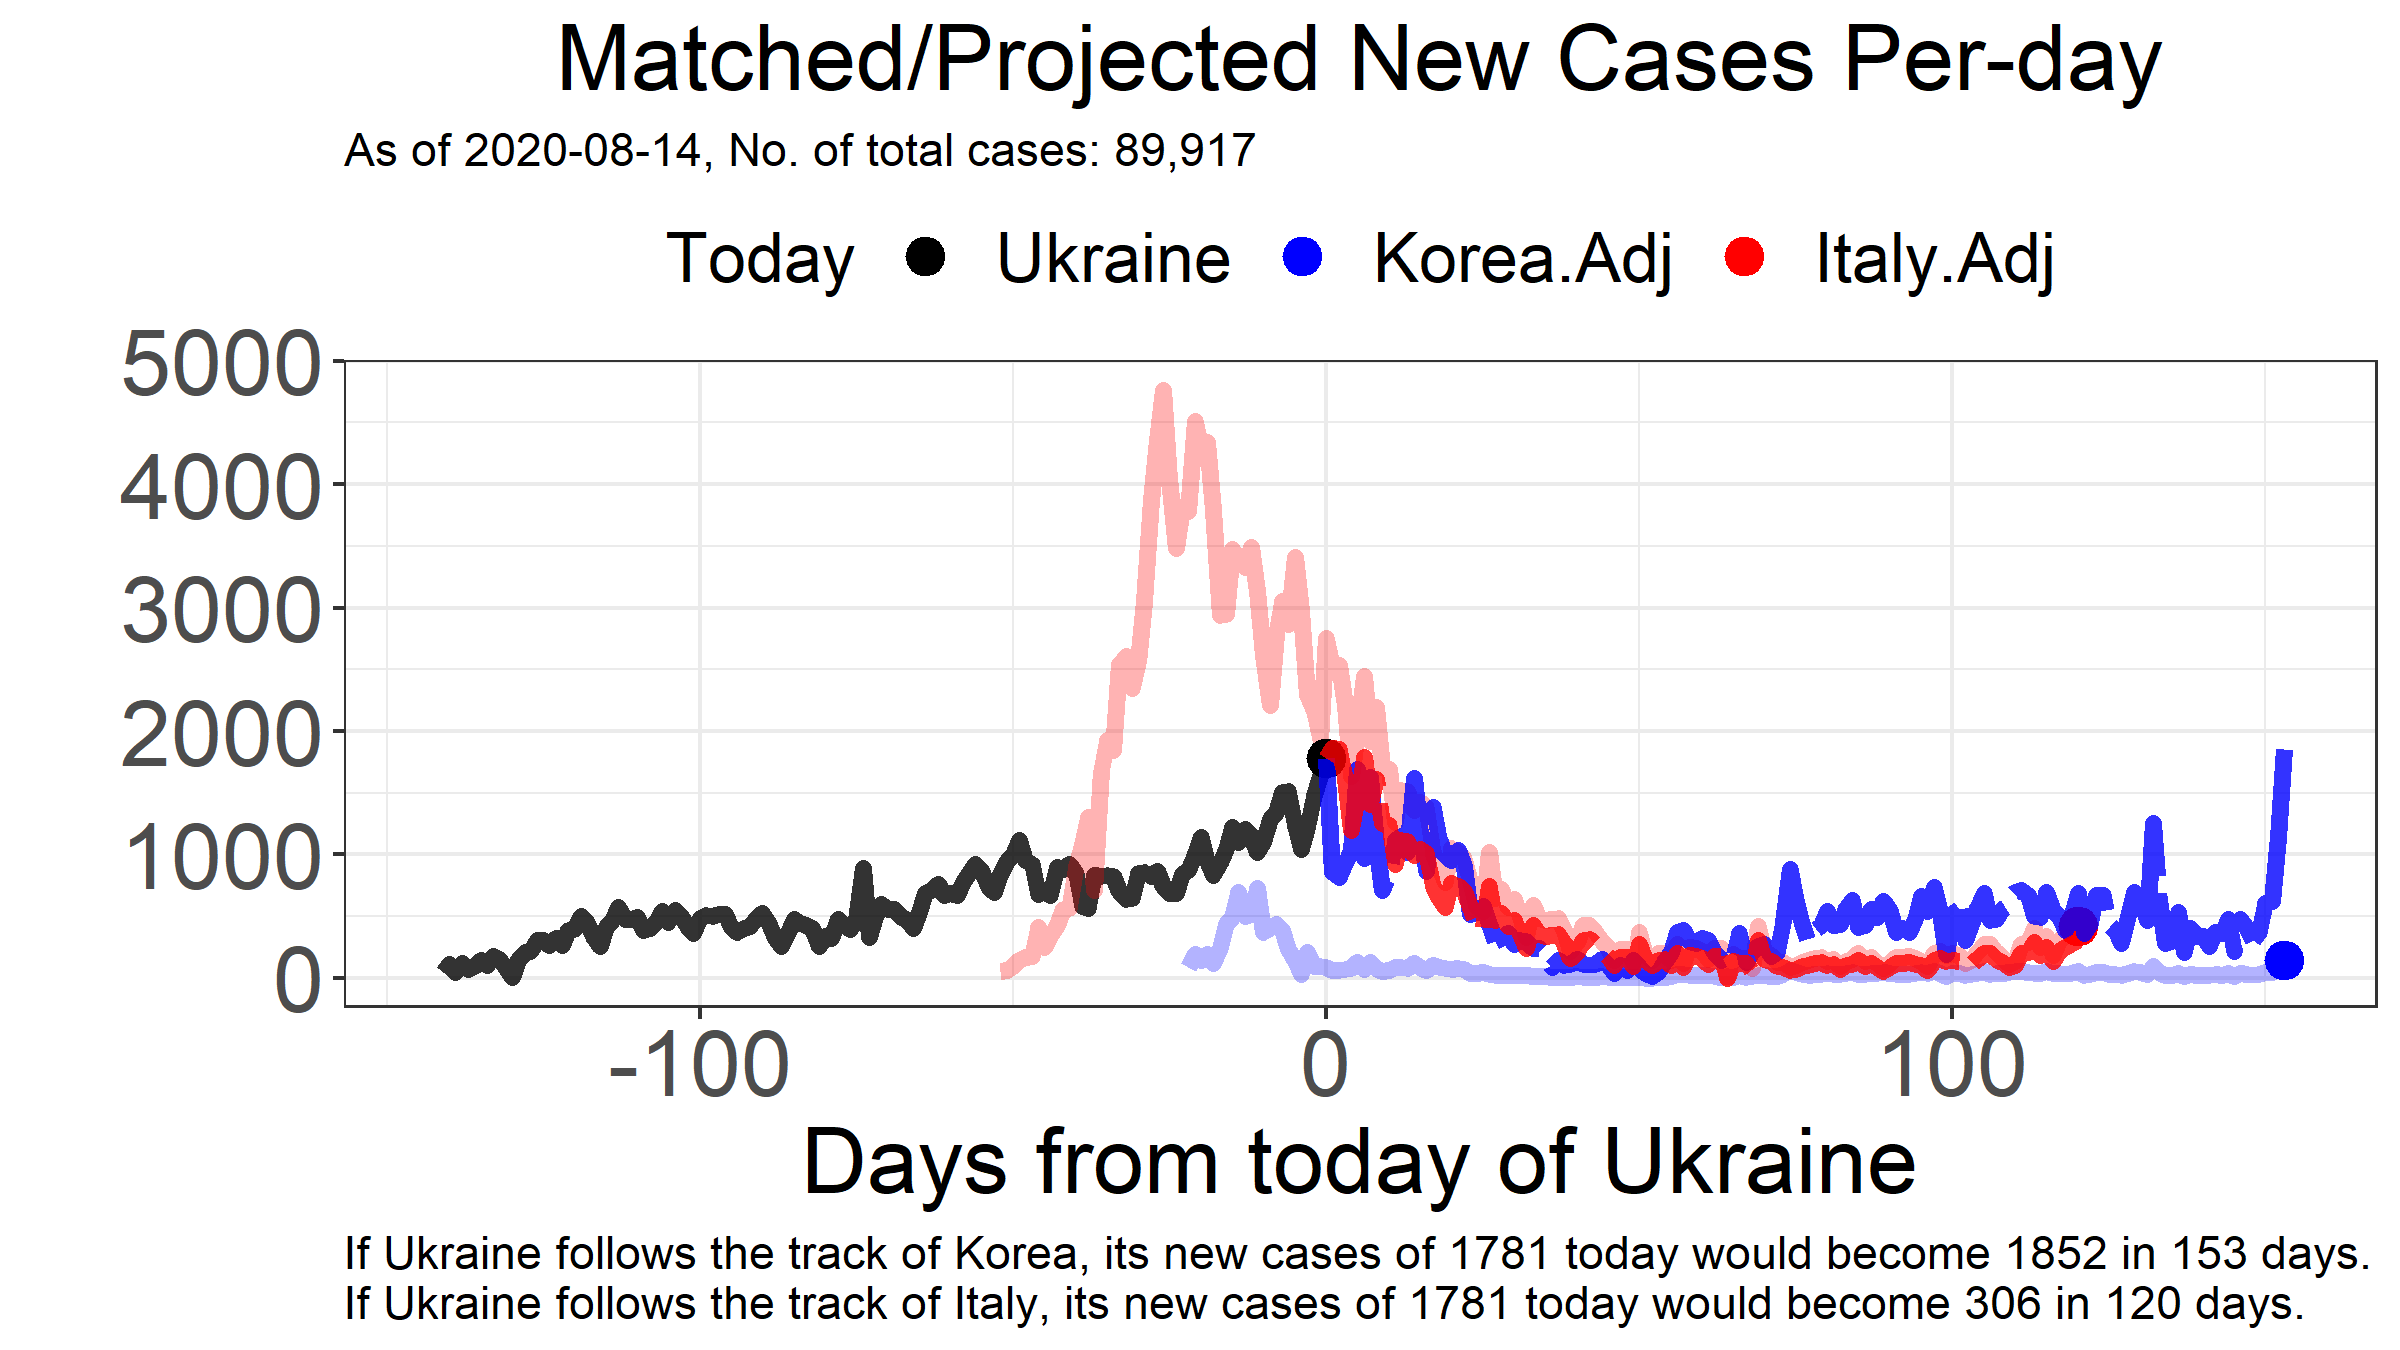 Matched/Projected New Cases Per-day
As of 2020-08-14, No. of total cases: 89,917
Today Ukraine Korea.Adj Italy.Adj
5000
4000
3000
2000
1000
0
-100 0 100
Days from today of Ukraine
If Ukraine follows the track of Korea, its new cases of 1781 today would become 1852 in 153 days.
If Ukraine follows the track of Italy, its new cases of 1781 today would become 306 in 120 days.